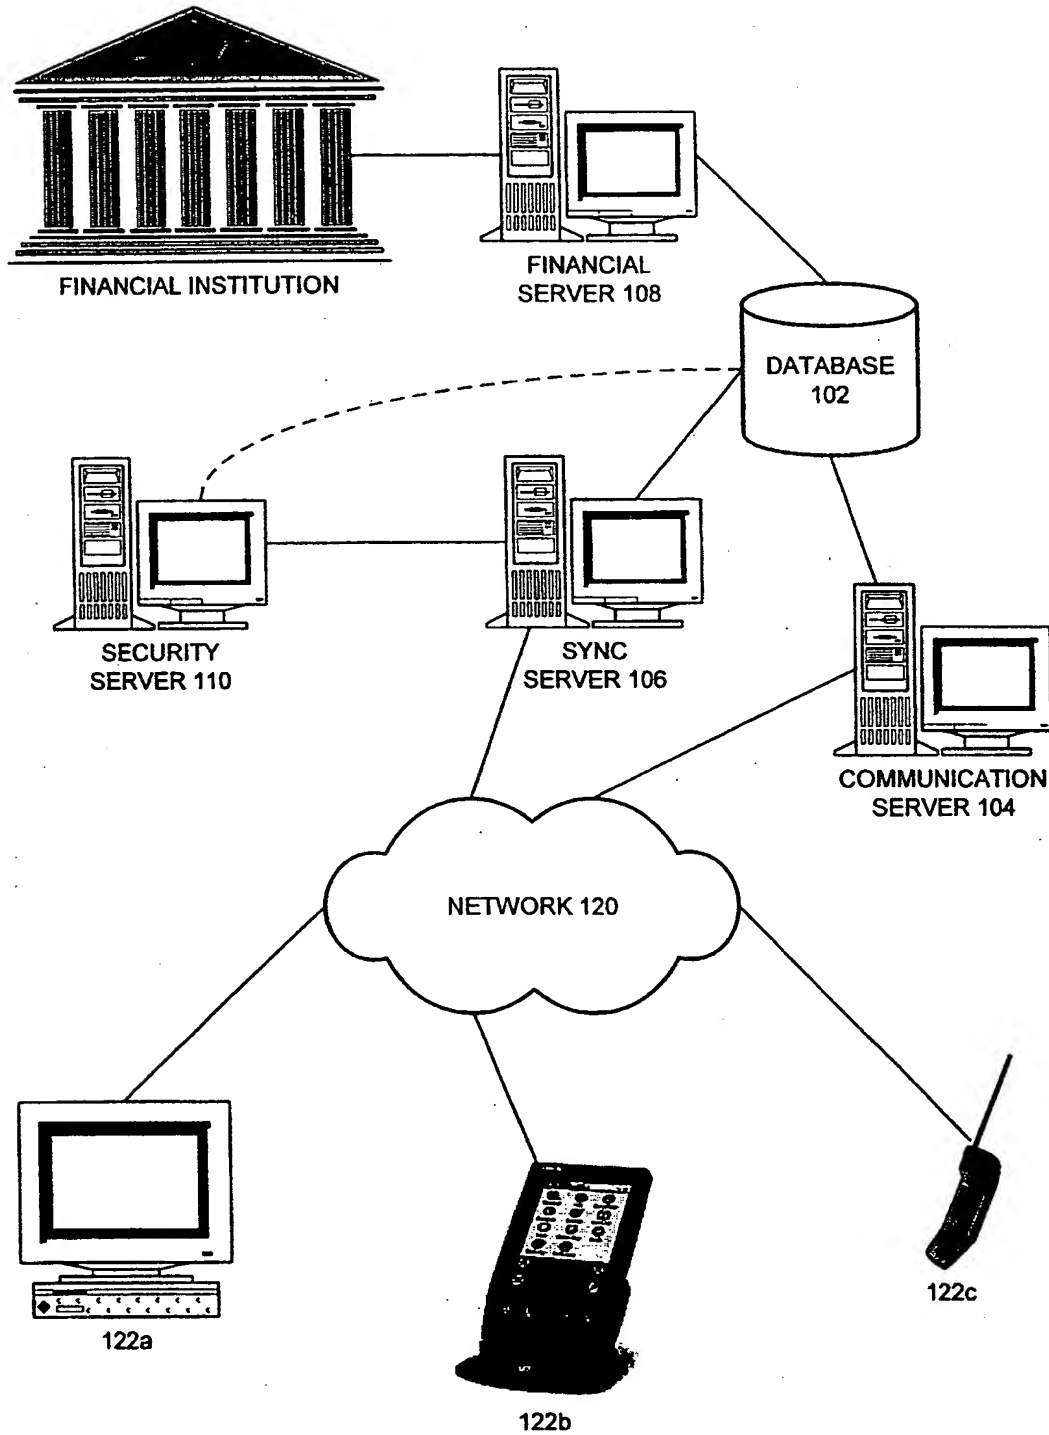 FINANCIAL INSTITUTION
FINANCIAL
SERVER 108
DATABASE
102
SECURITY
SERVER 110
SYNC
SERVER 106
COMMUNICATION
SERVER 104
NETWORK 120
122a
122b
122c